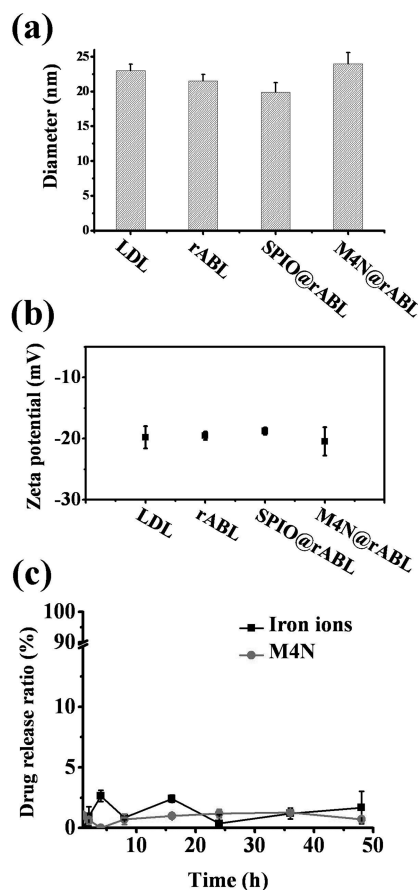 (a)
Diameter (nm)
25
20
15
10
5
0
LDL
rABL
SPIO@rABL
M4N@rABL
(b)
Zeta potential (mV)
-10
-20
-30
LDL
rABL
SPIO@rABL
M4N@rABL
(c)
Drug release ratio (%)
100
90
5
0
Iron ions
M4N
10
20
30
40
50
Time (h)